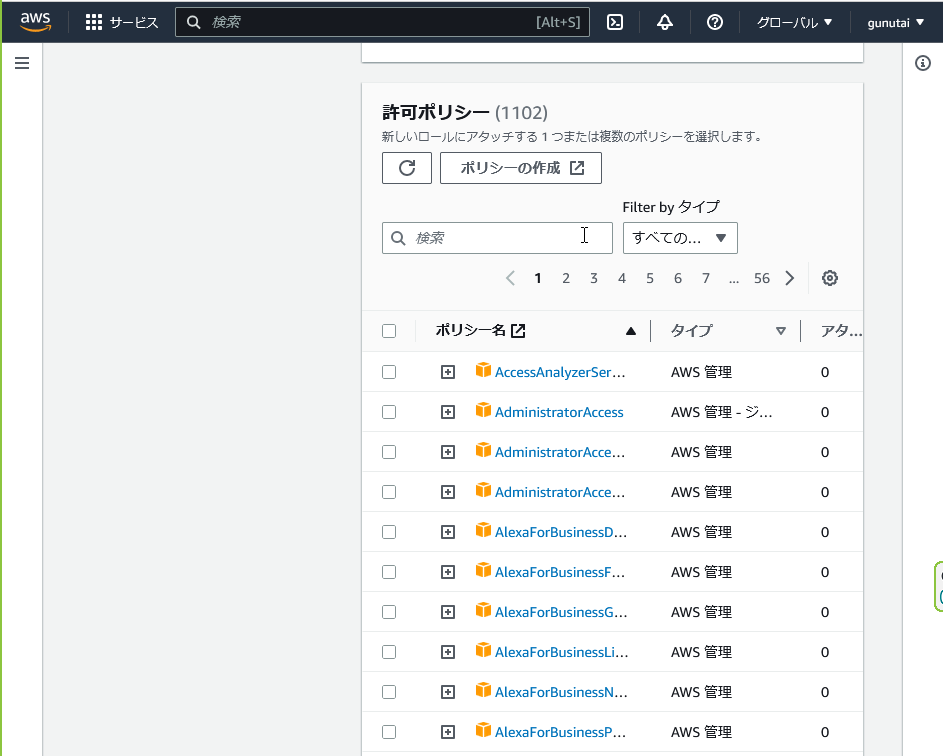 aws サービス 検索 [Alt+S] グローバル ▼ gunutai ▼
許可ポリシー (1102)
新しいロールにアタッチする 1 つまたは複数のポリシーを選択します。
ポリシーの作成
Filter by タイプ
検索 すべての... ▼
1 2 3 4 5 6 7 ... 56
ポリシー名 ▲ タイプ ▽ アタ...
AccessAnalyzerSer... AWS 管理 0
AdministratorAccess AWS 管理 - ジ... 0
AdministratorAcce... AWS 管理 0
AdministratorAcce... AWS 管理 0
AlexaForBusinessD... AWS 管理 0
AlexaForBusinessF... AWS 管理 0
AlexaForBusinessG... AWS 管理 0
AlexaForBusinessLi... AWS 管理 0
AlexaForBusinessN... AWS 管理 0
AlexaForBusinessP... AWS 管理 0